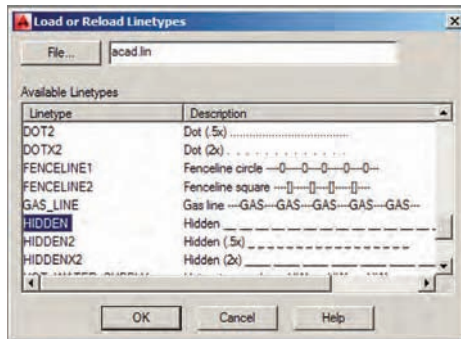 Load or Reload Linetypes
File... acad.lin
Available Linetypes
Linetype Description
DOT2 Dot (.5x) ........................................
DOTX2 Dot (2x) . . . . . . . . . . . . . .
FENCELINE1 Fenceline circle ----0-----0----0-----0----0---
FENCELINE2 Fenceline square ----[]-----[]----[]-----[]---
GAS_LINE Gas line ----GAS----GAS----GAS----GAS---
HIDDEN Hidden __ __ __ __ __ __ __ __ __ __ __
HIDDEN2 Hidden (.5x) _ _ _ _ _ _ _ _ _ _ _ _ _ _ _
HIDDENX2 Hidden (2x) ____ ____ ____ ____ ____ ____
OK Cancel Help